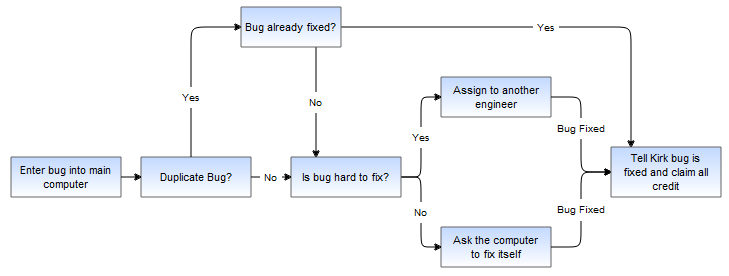 Bug already fixed?
Yes
Yes
No
Assign to another
engineer
Bug Fixed
Yes
Enter bug into main
computer
Duplicate Bug?
No
Is bug hard to fix?
Tell Kirk bug is
fixed and claim all
credit
No
Bug Fixed
Ask the computer
to fix itself